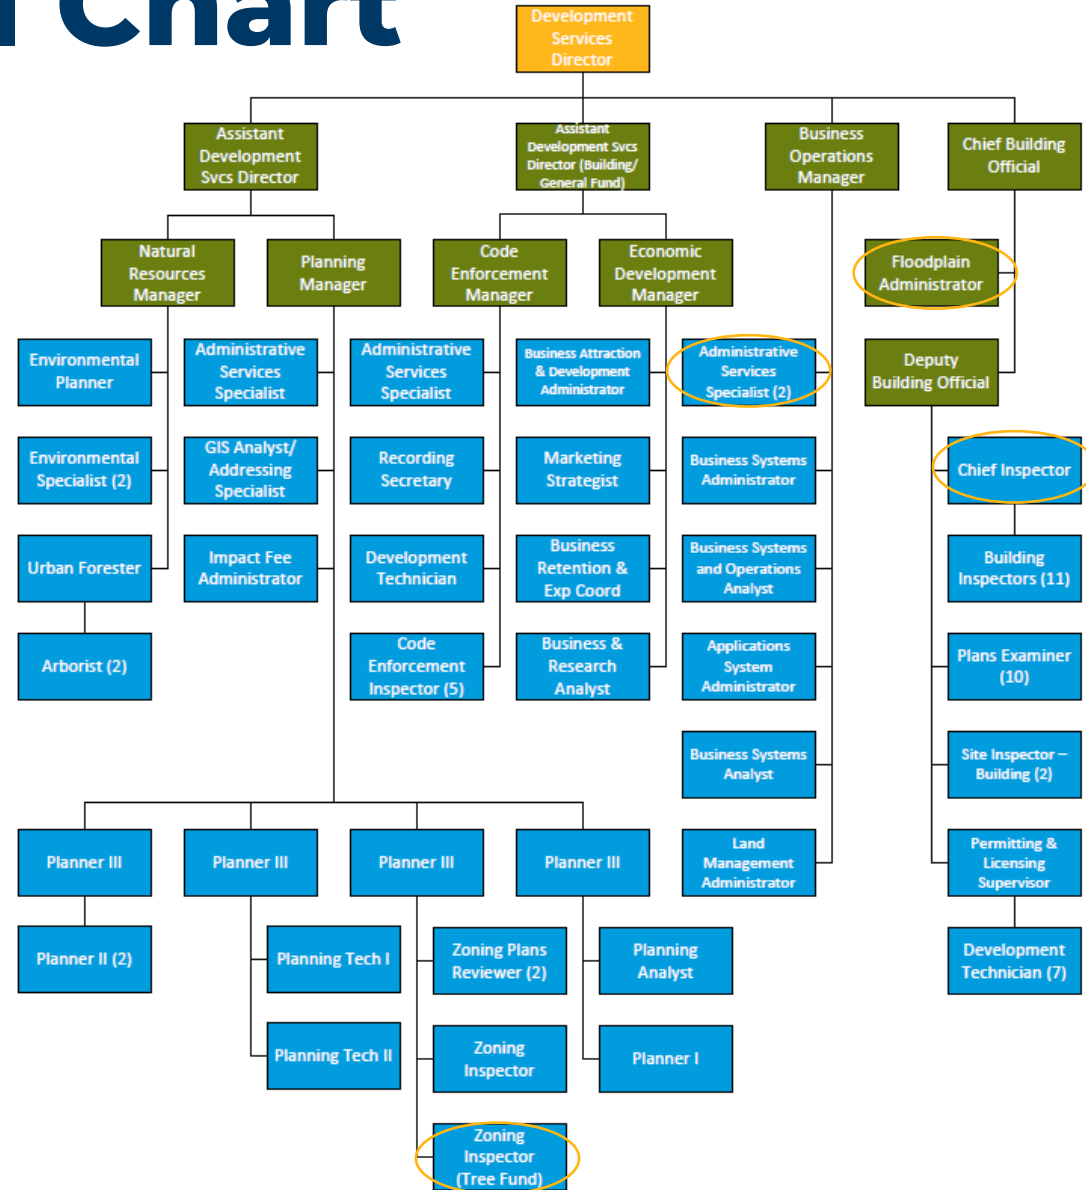 Chart
Development
Services
Director
Assistant
Development
Svcs Director
Assistant
Development Svcs
Director (Building/
General Fund)
Business
Operations
Manager
Chief Building
Official
Natural
Resources
Manager
Planning
Manager
Code
Enforcement
Manager
Economic
Development
Manager
Floodplain
Administrator
Environmental
Planner
Administrative
Services
Specialist
Administrative
Services
Specialist
Business Attraction
& Development
Administrator
Administrative
Services
Specialist (2)
Deputy
Building Official
Environmental
Specialist (2)
GIS Analyst/
Addressing
Specialist
Recording
Secretary
Marketing
Strategist
Business Systems
Administrator
Chief Inspector
Urban Forester
Impact Fee
Administrator
Development
Technician
Business
Retention &
Exp Coord
Business Systems
and Operations
Analyst
Building
Inspectors (11)
Arborist (2)
Code
Enforcement
Inspector (5)
Business &
Research
Analyst
Applications
System
Administrator
Plans Examiner
(10)
Business Systems
Analyst
Site Inspector –
Building (2)
Planner III
Planner III
Planner III
Planner III
Land
Management
Administrator
Permitting &
Licensing
Supervisor
Planner II (2)
Planning Tech I
Zoning Plans
Reviewer (2)
Planning
Analyst
Development
Technician (7)
Planning Tech II
Zoning
Inspector
Planner I
Zoning
Inspector
(Tree Fund)